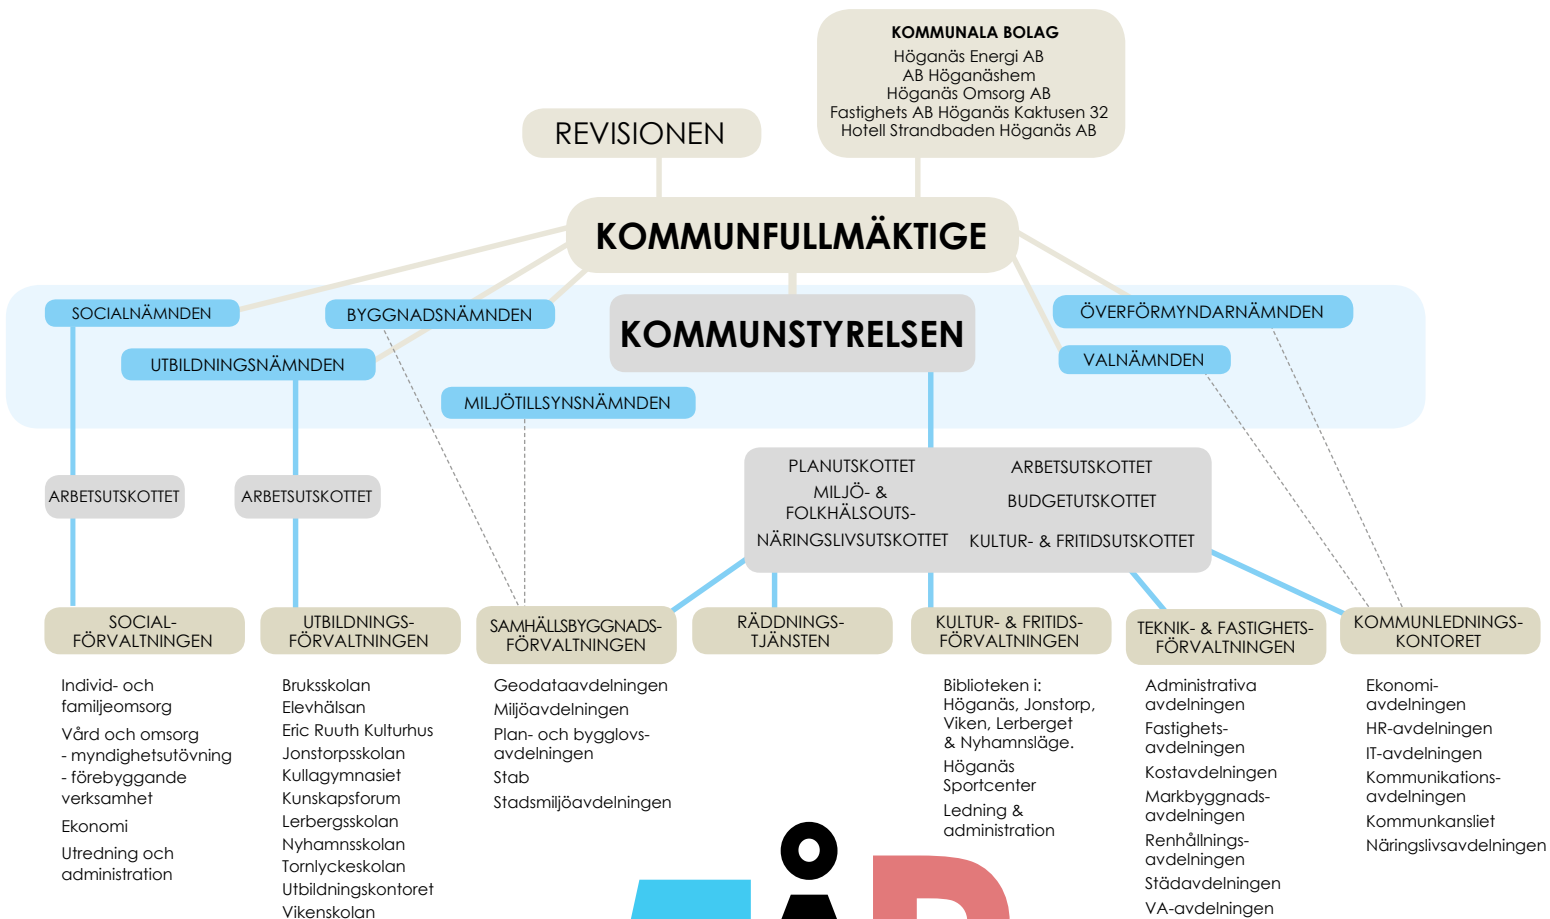 KOMMUNALA BOLAG
Höganäs Energi AB
AB Höganäshem
Höganäs Omsorg AB
Fastighets AB Höganäs Kaktusen 32
Hotell Strandbaden Höganäs AB
REVISIONEN
KOMMUNFULLMÄKTIGE
SOCIALNÄMNDEN
BYGGNADSNÄMNDEN
KOMMUNSTYRELSEN
ÖVERFÖRMYNDARNÄMNDEN
UTBILDNINGSNÄMNDEN
VALNÄMNDEN
MILJÖTILLSYNSNÄMNDEN
ARBETSUTSKOTTET
ARBETSUTSKOTTET
PLANUTSKOTTET
MILJÖ- &
FOLKHÄLSOUTS-
NÄRINGSLIVSUTSKOTTET
ARBETSUTSKOTTET
BUDGETUTSKOTTET
KULTUR- & FRITIDSUTSKOTTET
SOCIAL-
FÖRVALTNINGEN
Individ- och
familjeomsorg
Vård och omsorg
- myndighetsutövning
- förebyggande
verksamhet
Ekonomi
Utredning och
administration
UTBILDNINGS-
FÖRVALTNINGEN
Bruksskolan
Elevhälsan
Eric Ruuth Kulturhus
Jonstorpsskolan
Kullagymnasiet
Kunskapsforum
Lerbergsskolan
Nyhamnsskolan
Tornlyckeskolan
Utbildningskontoret
Vikenskolan
SAMHÄLLSBYGGNADS-
FÖRVALTNINGEN
Geodataavdelningen
Miljöavdelningen
Plan- och bygglovs-
avdelningen
Stab
Stadsmiljöavdelningen
RÄDDNINGS-
TJÄNSTEN
KULTUR- & FRITIDS-
FÖRVALTNINGEN
Biblioteken i:
Höganäs, Jonstorp,
Viken, Lerberget
& Nyhamnsläge.
Höganäs
Sportcenter
Ledning &
administration
TEKNIK- & FASTIGHETS-
FÖRVALTNINGEN
Administrativa
avdelningen
Fastighets-
avdelningen
Kostavdelningen
Markbyggnads-
avdelningen
Renhållnings-
avdelningen
Städavdelningen
VA-avdelningen
KOMMUNLEDNINGS-
KONTORET
Ekonomi-
avdelningen
HR-avdelningen
IT-avdelningen
Kommunikations-
avdelningen
Kommunkansliet
Näringslivsavdelningen